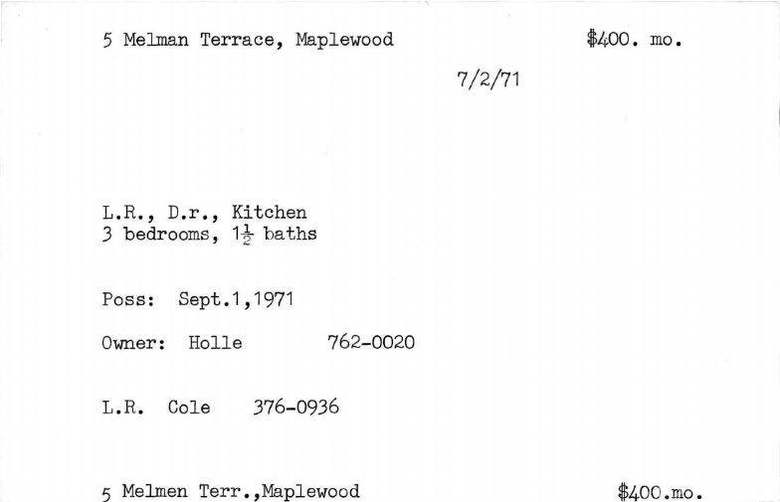 5 Melman Terrace, Maplewood $400. mo.
7/2/71
L.R., D.r., Kitchen
3 bedrooms, 1½ baths
Poss: Sept.1,1971
Owner: Holle 762-0020
L.R. Cole 376-0936
5 Melmen Terr.,Maplewood $400.mo.